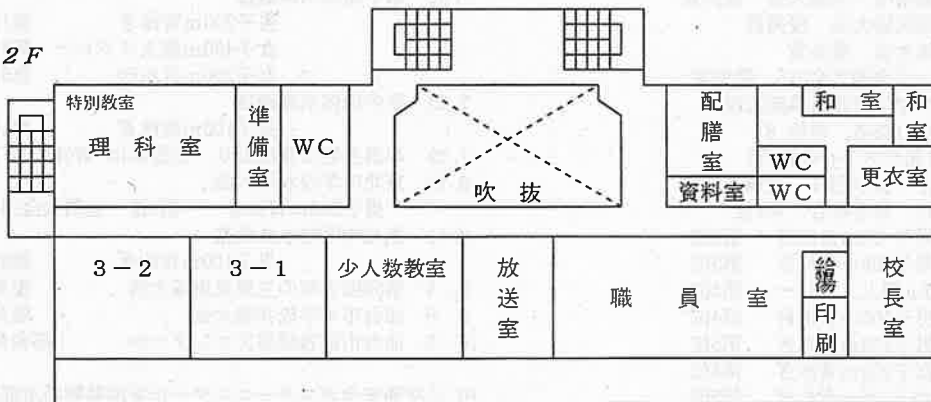 2F
特別教室
理科室
準備室
WC
吹抜
配膳室
和室
和室
WC
更衣室
資料室
WC
3-2
3-1
少人数教室
放送室
職員室
給湯
印刷
校長室